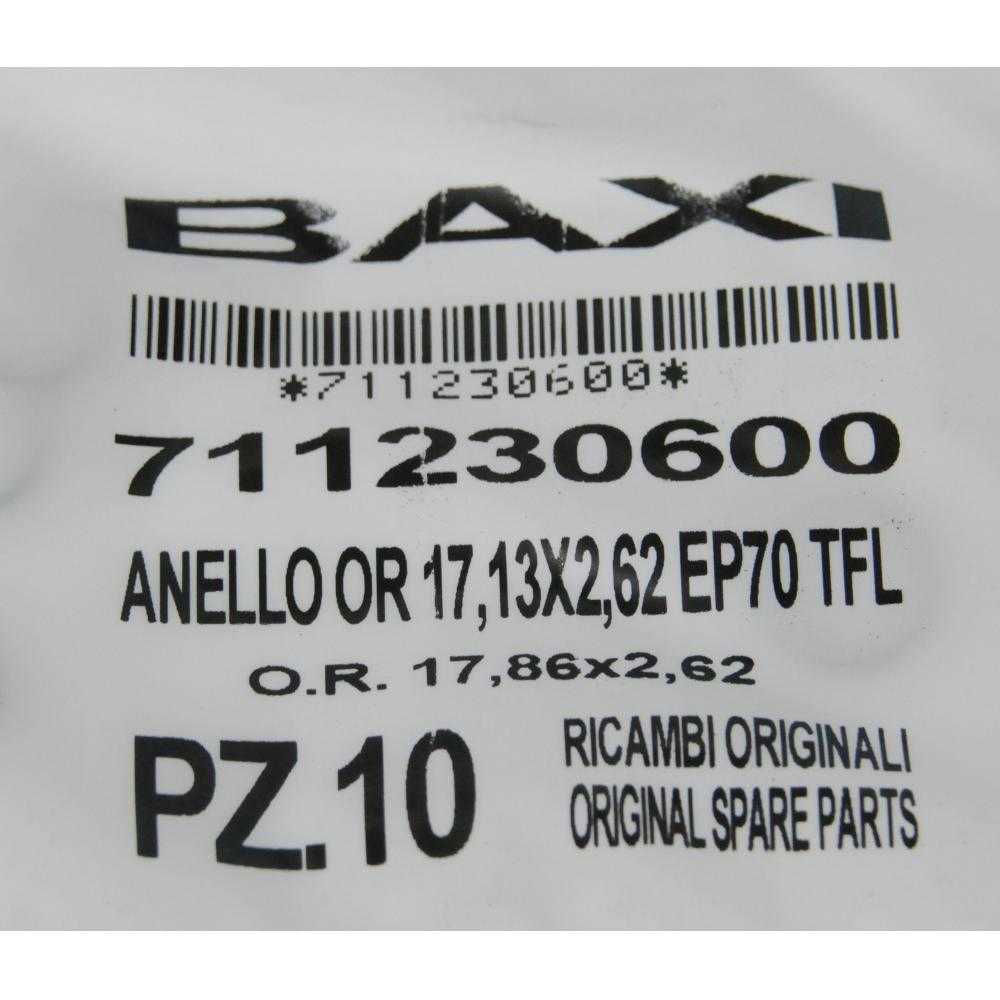 BAXI
*711230600*
711230600
ANELLO OR 17,13X2,62 EP70 TFL
O.R. 17,86x2,62
PZ.10
RICAMBI ORIGINALI
ORIGINAL SPARE PARTS